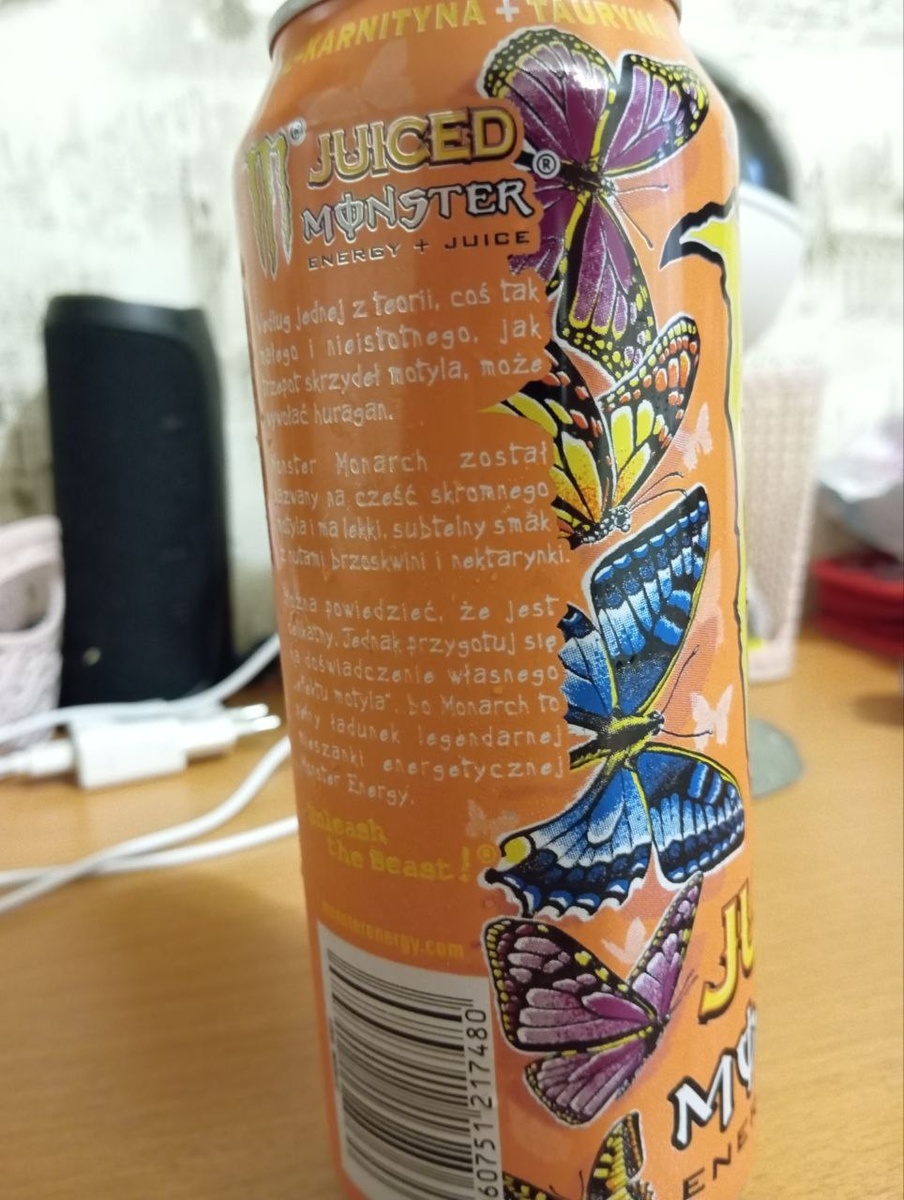 L-KARNITYNA + TAURYNA
JUICED
®
MONSTER
ENERGY + JUICE
Według jednej z teorii, coś tak
małego i nieistotnego, jak
trzepot skrzydeł motyla, może
wywołać huragan.
Monster Monarch został
nazwany na cześć skromnego
motyla i ma lekki, subtelny smak
z nutami brzoskwini i nektarynki.
Można powiedzieć, że jest
delikatny. Jednak przygotuj się
na doświadczenie własnego
„efektu motyla", bo Monarch to
pełny ładunek legendarnej
mieszanki energetycznej
Monster Energy.
Unleash
the Beast!®
monsterenergy.com
60751 217480
JU
MO
ENER